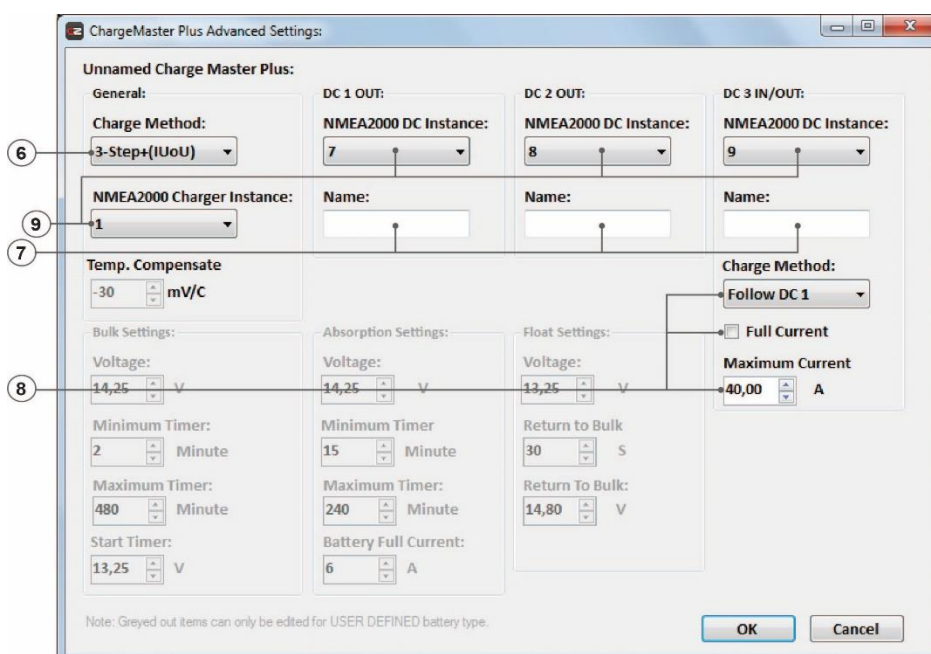 ChargeMaster Plus Advanced Settings:
Unnamed Charge Master Plus:
General:
Charge Method:
3-Step+(IUoU)
NMEA2000 Charger Instance:
1
Temp. Compensate
-30 mV/C
DC 1 OUT:
NMEA2000 DC Instance:
7
Name:
DC 2 OUT:
NMEA2000 DC Instance:
8
Name:
DC 3 IN/OUT:
NMEA2000 DC Instance:
9
Name:
Charge Method:
Follow DC 1
Full Current
Maximum Current
40,00 A
Bulk Settings:
Voltage:
14,25 V
Minimum Timer:
2 Minute
Maximum Timer:
480 Minute
Start Timer:
13,25 V
Absorption Settings:
Voltage:
14,25 V
Minimum Timer
15 Minute
Maximum Timer:
240 Minute
Battery Full Current:
6 A
Float Settings:
Voltage:
13,25 V
Return to Bulk
30 S
Return To Bulk:
14,80 V
Note: Greyed out items can only be edited for USER DEFINED battery type.
OK
Cancel
6
9
7
8